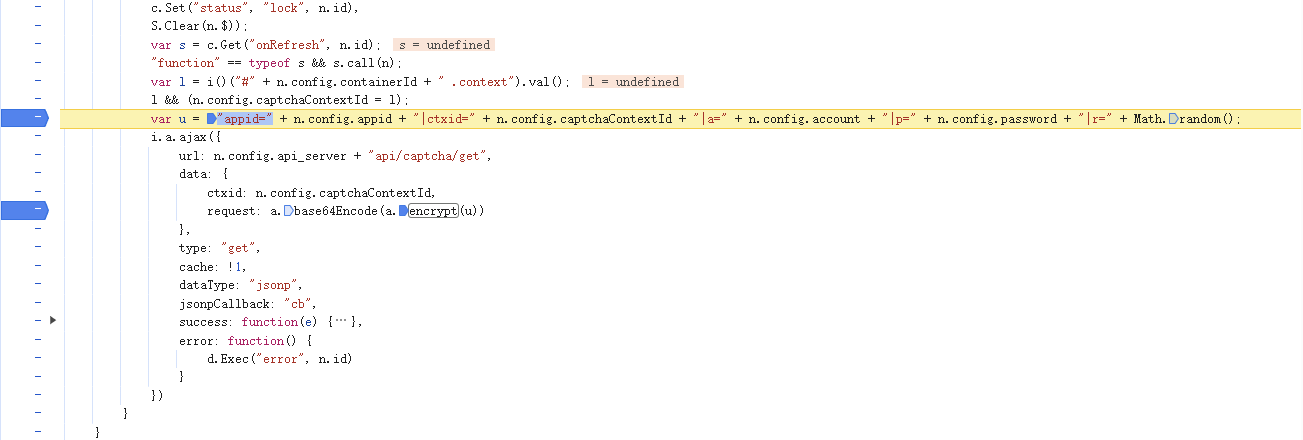 c.Set("status", "lock", n.id),
S.Clear(n.$));
var s = c.Get("onRefresh", n.id); s = undefined
"function" == typeof s && s.call(n);
var l = i()("#" + n.config.containerId + " .context").val(); l = undefined
l && (n.config.captchaContextId = l);
var u = "appid=" + n.config.appid + "|ctxid=" + n.config.captchaContextId + "|a=" + n.config.account + "|p=" + n.config.password + "|r=" + Math.random();
i.a.ajax({
url: n.config.api_server + "api/captcha/get",
data: {
ctxid: n.config.captchaContextId,
request: a.base64Encode(a.encrypt(u))
},
type: "get",
cache: !1,
dataType: "jsonp",
jsonpCallback: "cb",
success: function(e) {…},
error: function() {
d.Exec("error", n.id)
}
})
}
}